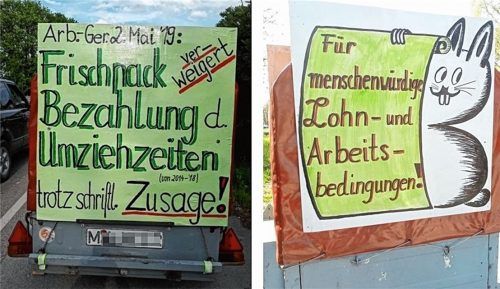 Arb.-Ger. 2. Mai '19:
Frischpack ver-
weigert
Bezahlung d.
Umziehzeiten
(von 2014-18)
trotz schriftl. Zusage!
M
Für
menschenwürdige
Lohn- und
Arbeits-
bedingungen!